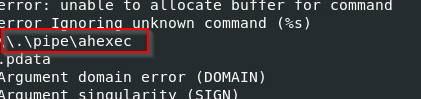 error: unable to allocate buffer for command
error Ignoring unknown command (%s)
\\.\pipe\ahexec
.pdata
Argument domain error (DOMAIN)
Argument singularity (SIGN)